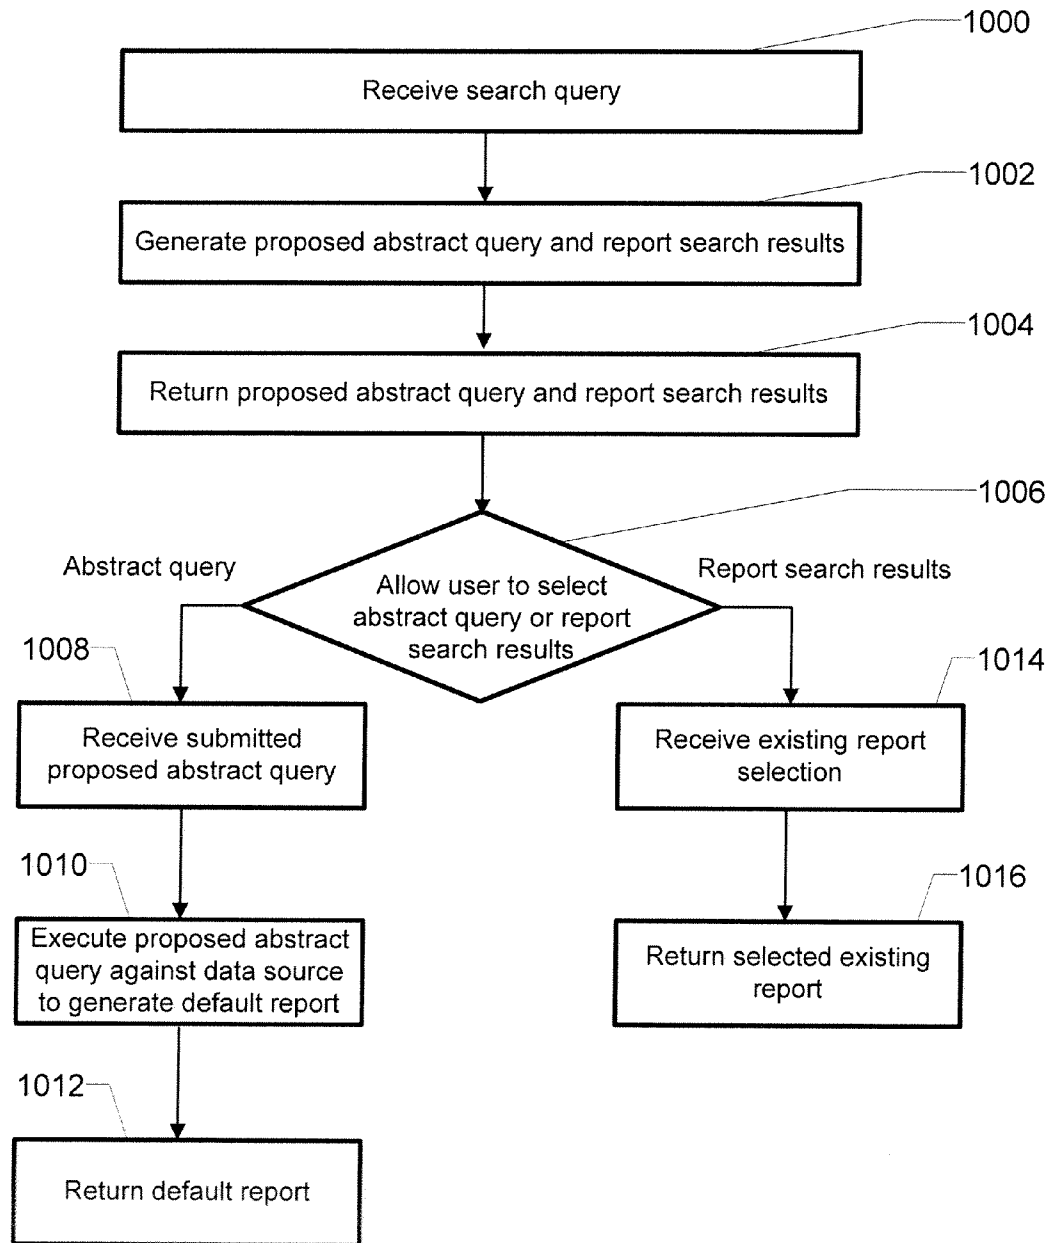 1000
Receive search query
1002
Generate proposed abstract query and report search results
1004
Return proposed abstract query and report search results
1006
Abstract query
Report search results
Allow user to select
abstract query or report
search results
1008
Receive submitted
proposed abstract query
1014
Receive existing report
selection
1010
Execute proposed abstract
query against data source
to generate default report
1016
Return selected existing
report
1012
Return default report